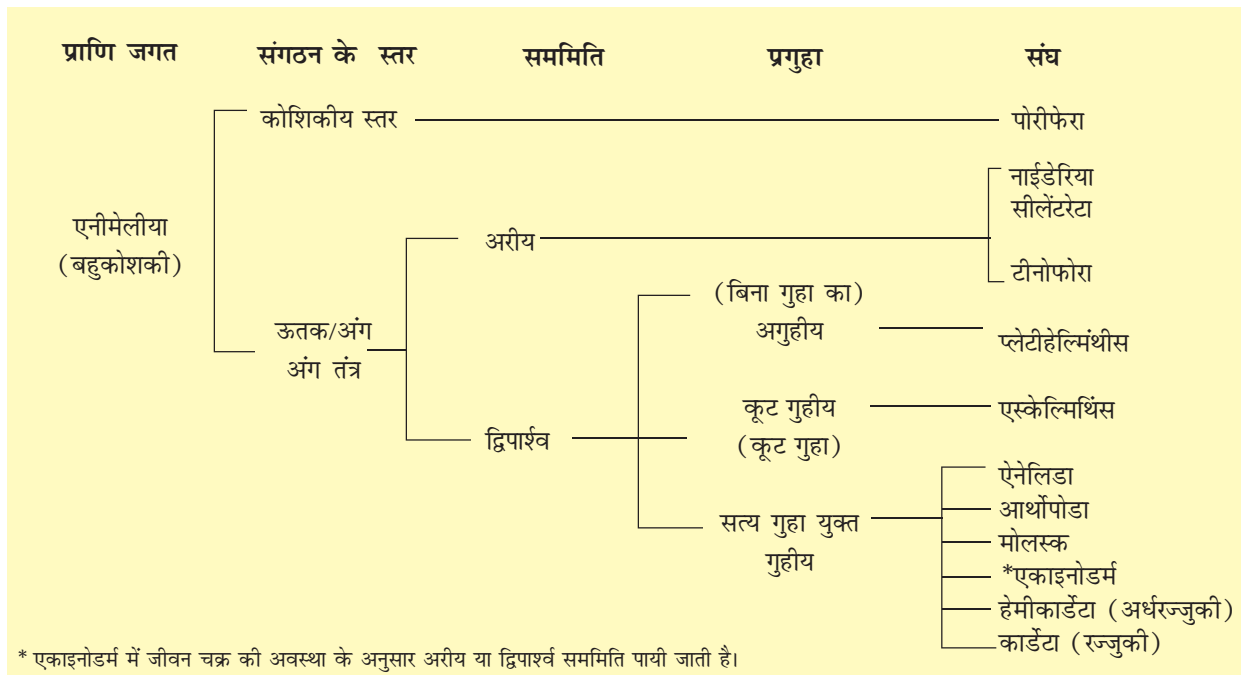 प्राणि जगत संगठन के स्तर सममिति प्रगुहा संघ
कोशिकीय स्तर पोरीफेरा
नाईडेरिया
सीलेंटरेटा
एनीमेलीया
(बहुकोशकी)
अरीय
टीनोफोरा
(बिना गुहा का)
अगुहीय प्लेटीहेल्मिंथीस
ऊतक/अंग
अंग तंत्र
कूट गुहीय एस्केल्मिथिंस
(कूट गुहा)
द्विपार्श्व
ऐनेलिडा
आर्थोपोडा
सत्य गुहा युक्त
गुहीय
मोलस्क
*एकाइनोडर्म
हेमीकार्डेटा (अर्धरज्जुकी)
कार्डेटा (रज्जुकी)
* एकाइनोडर्म में जीवन चक्र की अवस्था के अनुसार अरीय या द्विपार्श्व सममिति पायी जाती है।